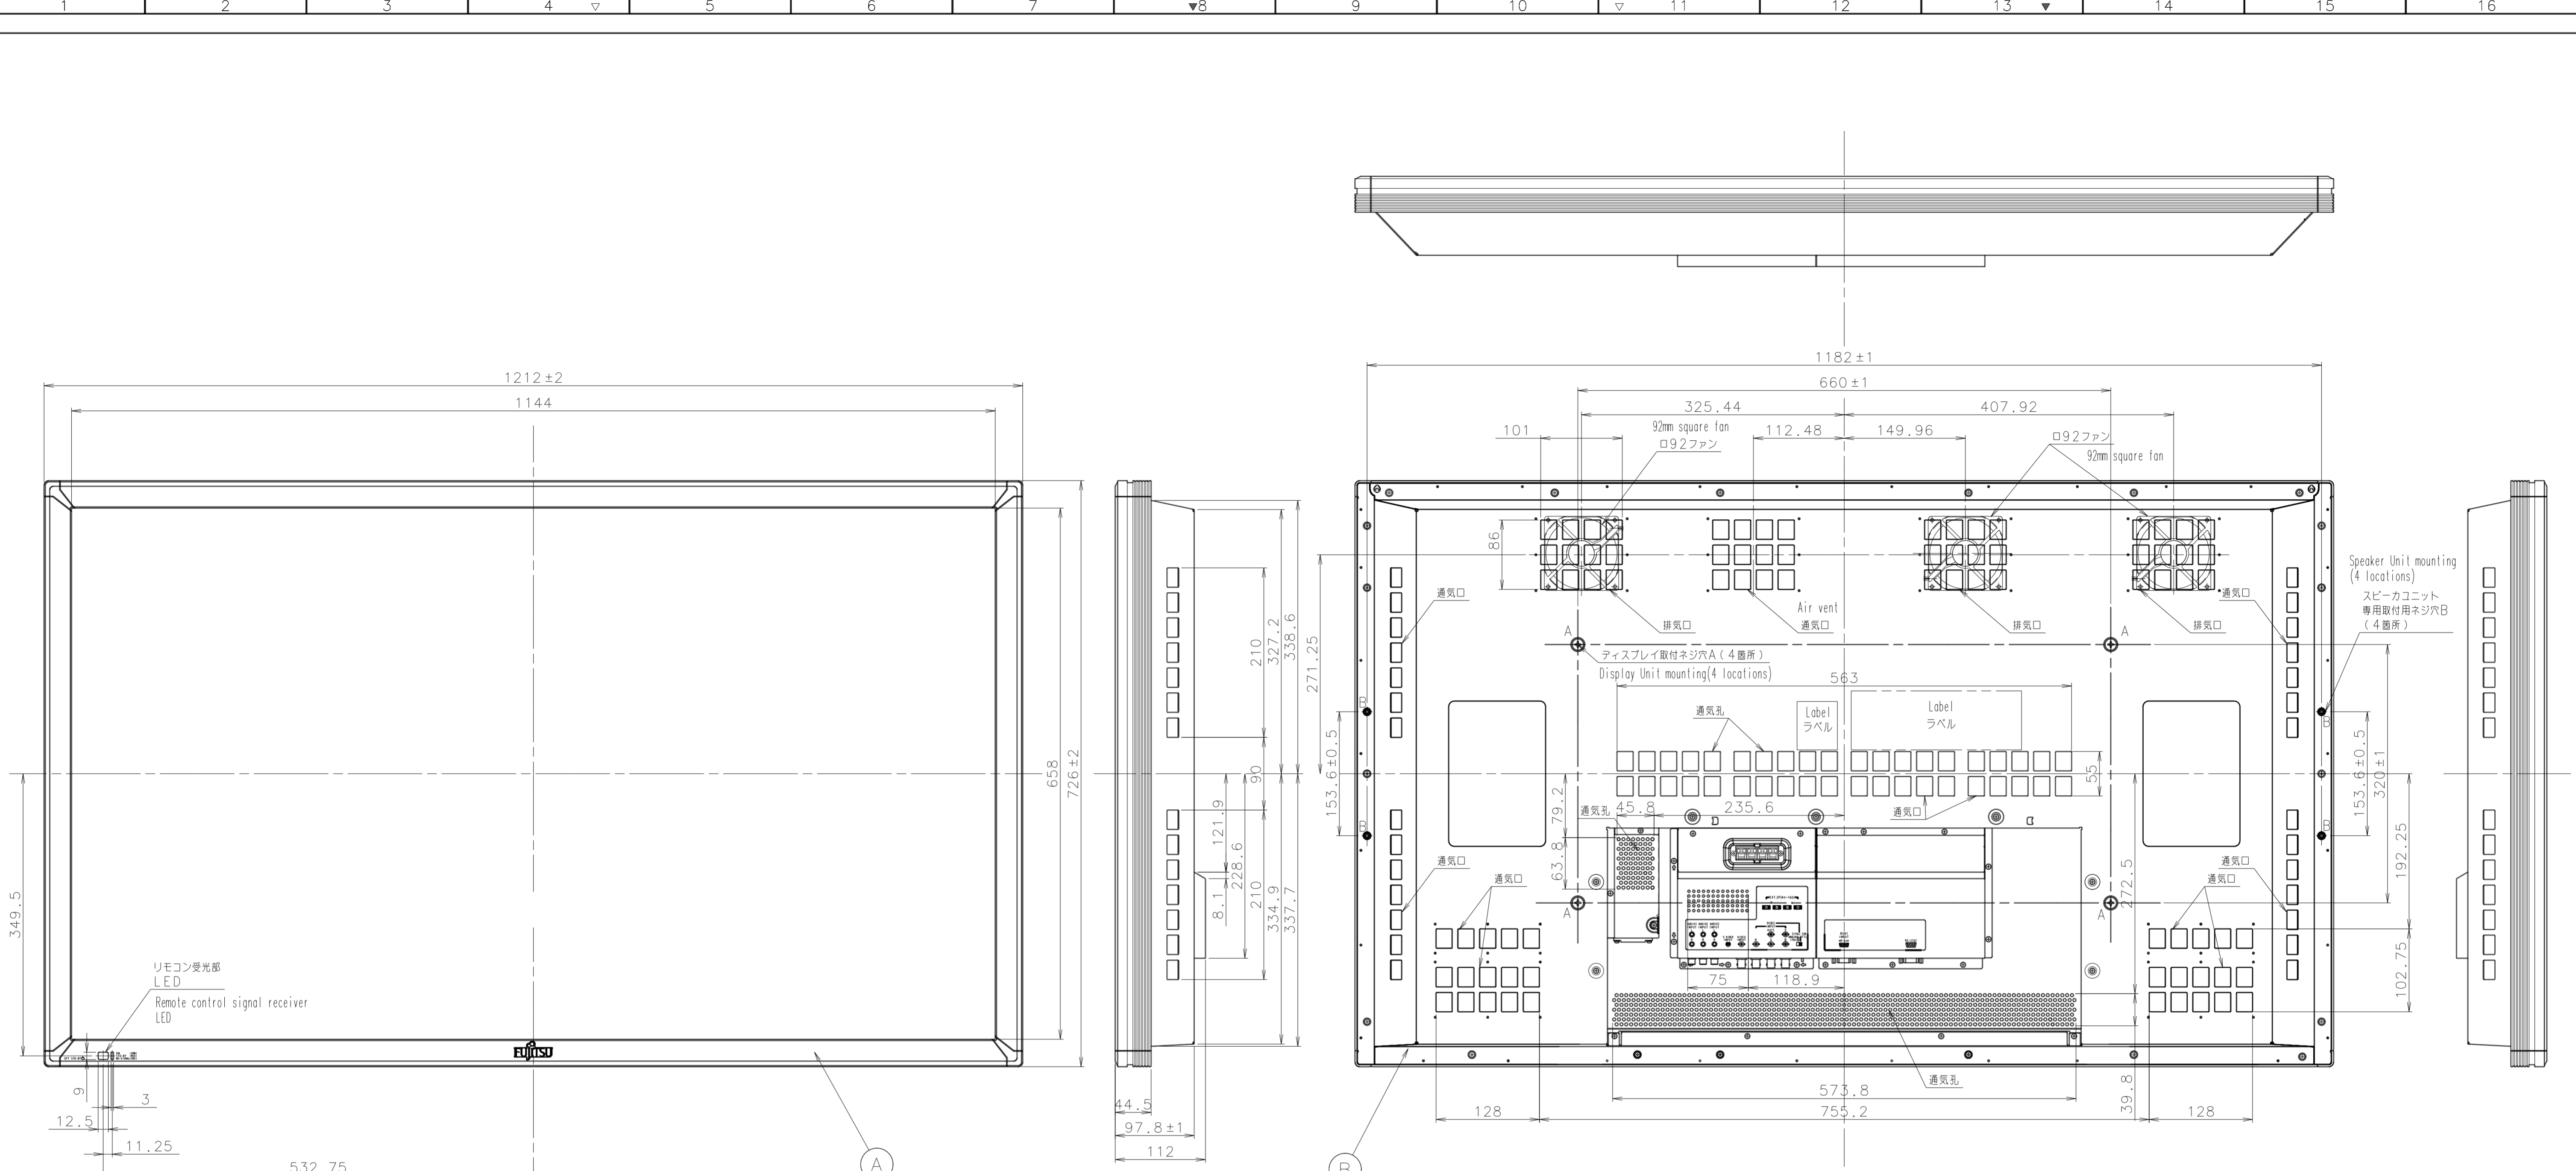 1 2 3 4 5 6 7 8 9 10 11 12 13 14 15 16
1212±2
1144
658
726±2
349.5
リモコン受光部
LED
Remote control signal receiver
LED
FUJITSU
9
3
12.5
11.25
532.75
A
210
327.2
338.6
90
121.9
228.6
8.1
210
334.9
337.7
44.5
97.8±1
112
1182±1
660±1
325.44
407.92
101
92mm square fan
口92ファン
112.48
149.96
口92ファン
92mm square fan
86
271.25
153.6±0.5
通気口
排気口
Air vent
通気口
排気口
排気口
通気口
Speaker Unit mounting
(4 locations)
スピーカユニット
専用取付用ネジ穴B
(4箇所)
A
A
ディスプレイ取付ネジ穴A(4箇所)
Display Unit mounting(4 locations)
563
B
B
通気孔
Label
ラベル
Label
ラベル
55
153.6±0.5
320±1
79.2
通気孔
45.8
235.6
通気口
B
B
63.8
272.5
192.25
通気口
通気口
通気口
通気口
A
A
75
118.9
102.75
通気孔
573.8
39.8
128
755.2
128
B